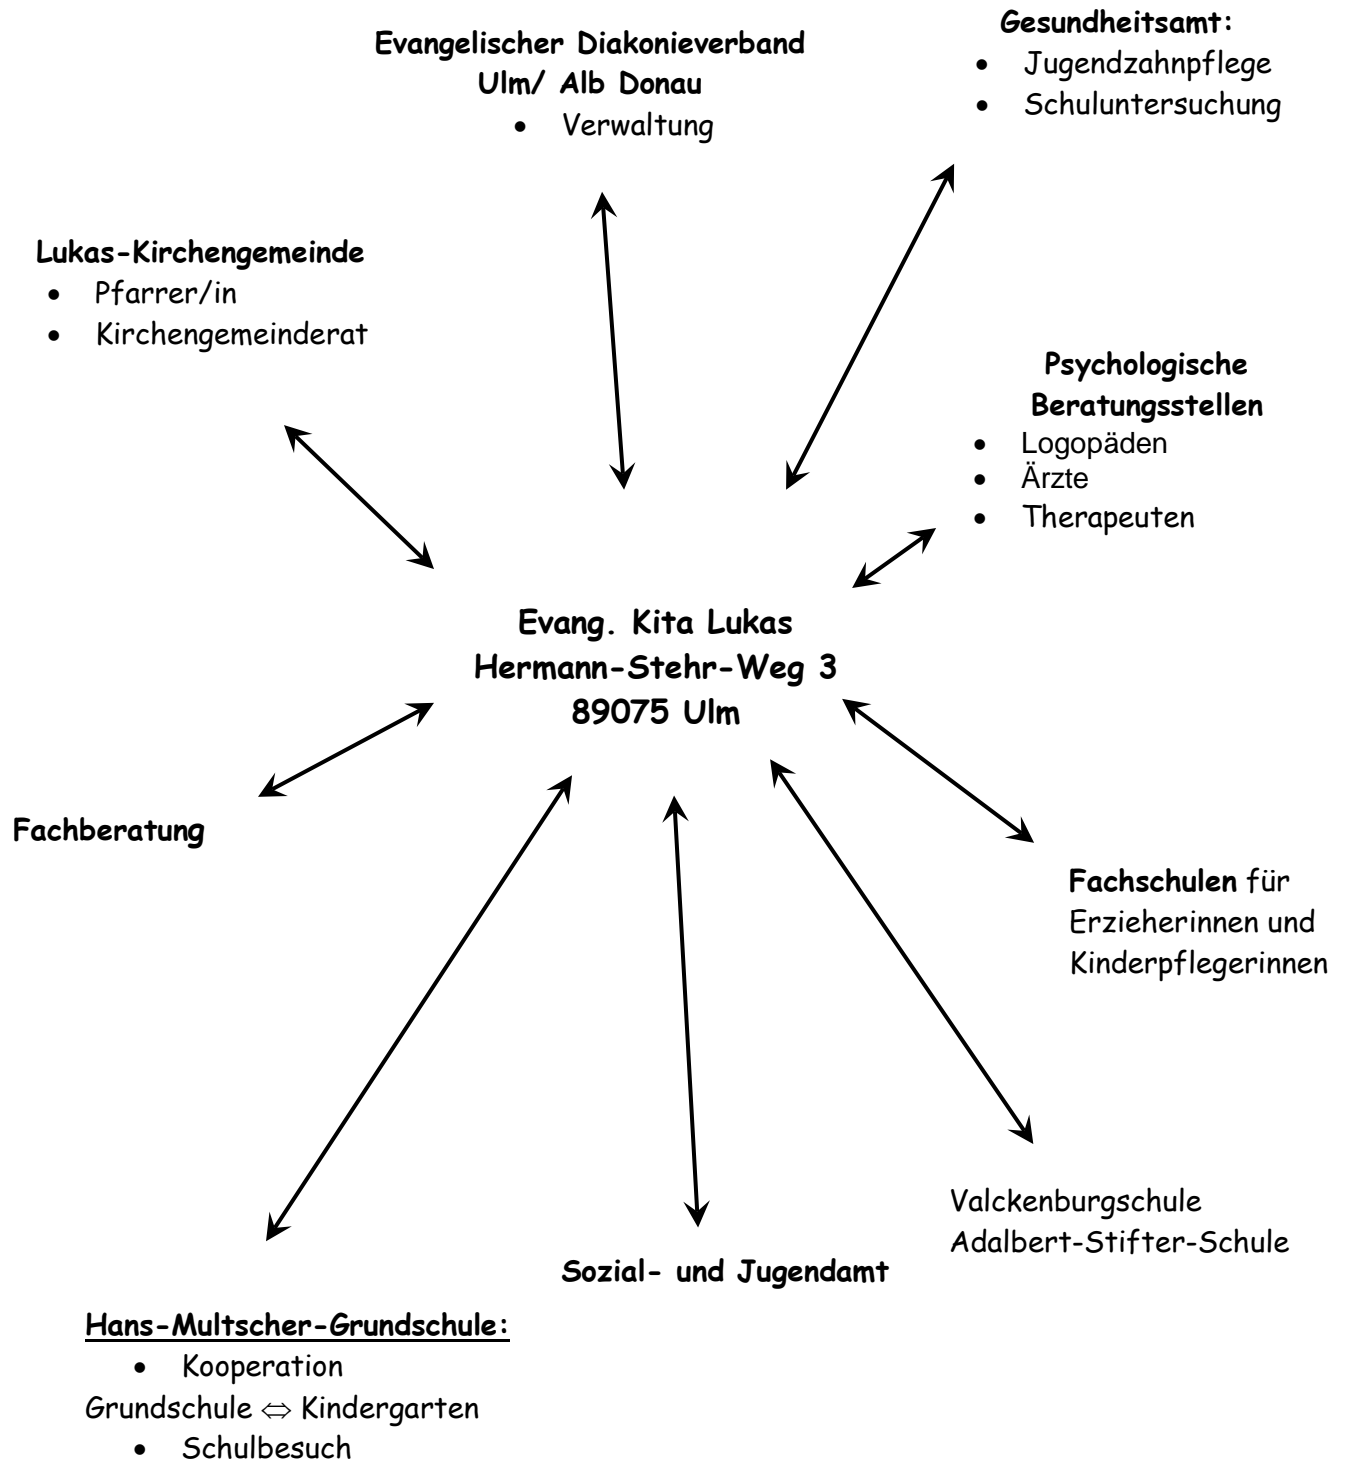 Evangelischer Diakonieverband
Ulm/ Alb Donau
• Verwaltung
Gesundheitsamt:
• Jugendzahnpflege
• Schuluntersuchung
Lukas-Kirchengemeinde
• Pfarrer/in
• Kirchengemeinderat
Psychologische
Beratungsstellen
• Logopäden
• Ärzte
• Therapeuten
Evang. Kita Lukas
Hermann-Stehr-Weg 3
89075 Ulm
Fachberatung
Fachschulen für
Erzieherinnen und
Kinderpflegerinnen
Valckenburgschule
Adalbert-Stifter-Schule
Sozial- und Jugendamt
Hans-Multscher-Grundschule:
• Kooperation
Grundschule ⇔ Kindergarten
• Schulbesuch